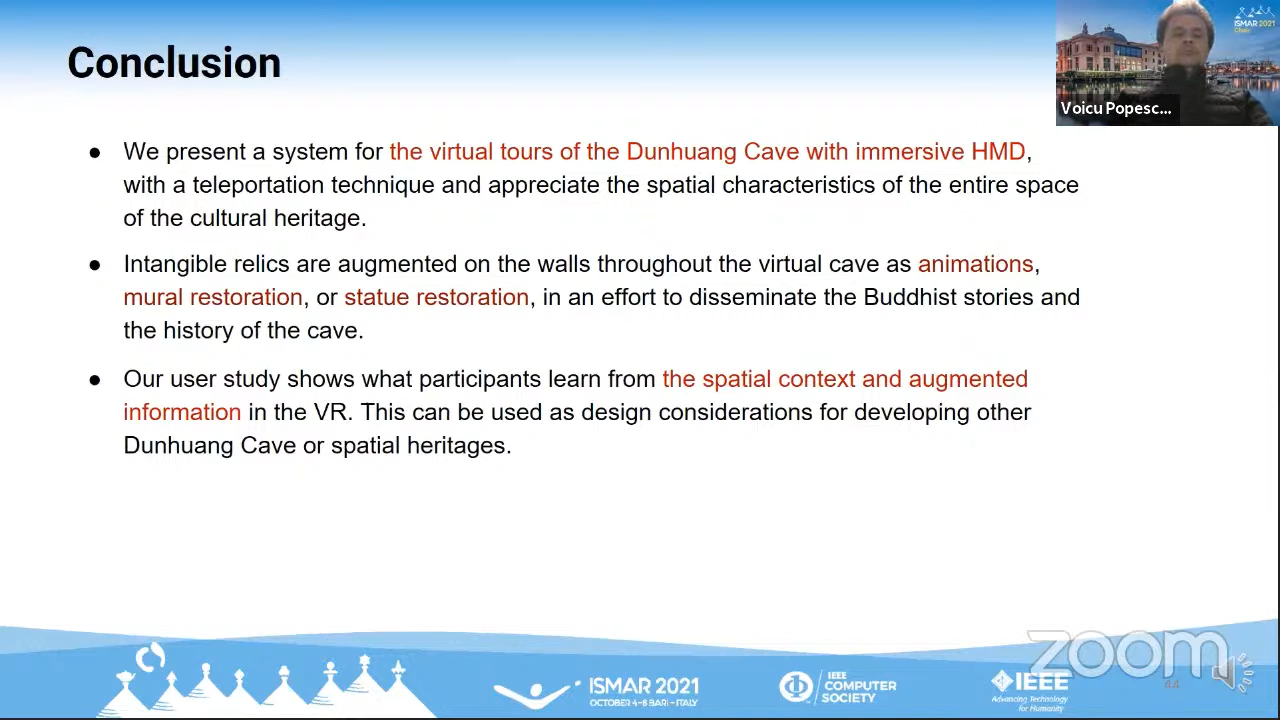 Conclusion
ISMAR 2021
Chair
Voicu Popesc...
● We present a system for the virtual tours of the Dunhuang Cave with immersive HMD,
with a teleportation technique and appreciate the spatial characteristics of the entire space
of the cultural heritage.
● Intangible relics are augmented on the walls throughout the virtual cave as animations,
mural restoration, or statue restoration, in an effort to disseminate the Buddhist stories and
the history of the cave.
● Our user study shows what participants learn from the spatial context and augmented
information in the VR. This can be used as design considerations for developing other
Dunhuang Cave or spatial heritages.
zoom
44
ISMAR 2021
OCTOBER 4-8 BARI - ITALY
IEEE
COMPUTER
SOCIETY
IEEE
Advancing Technology
for Humanity